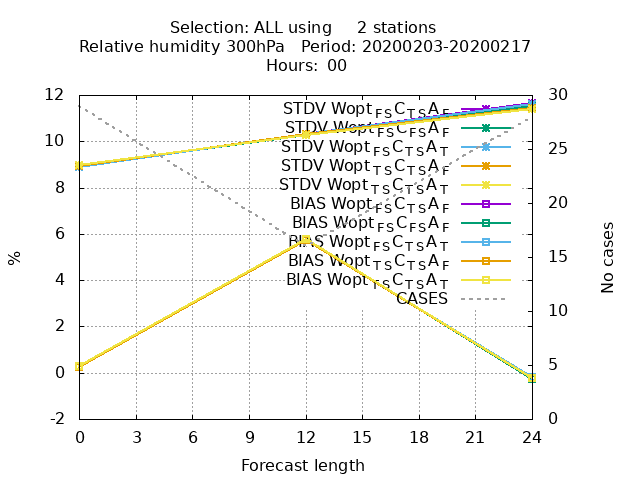 Selection: ALL using 2 stations
Relative humidity 300hPa Period: 20200203-20200217
Hours: 00
12
10
8
6
4
2
0
-2
%
30
25
20
15
10
5
0
No cases
STDV Wopt FS C TS A F
STDV Wopt FS C FS A F
STDV Wopt FS C TS A T
STDV Wopt TS C TS A F
STDV Wopt TS C TS A T
BIAS Wopt FS C TS A F
BIAS Wopt FS C FS A F
BIAS Wopt FS C TS A T
BIAS Wopt TS C TS A F
BIAS Wopt TS C TS A T
CASES
0 3 6 9 12 15 18 21 24
Forecast length